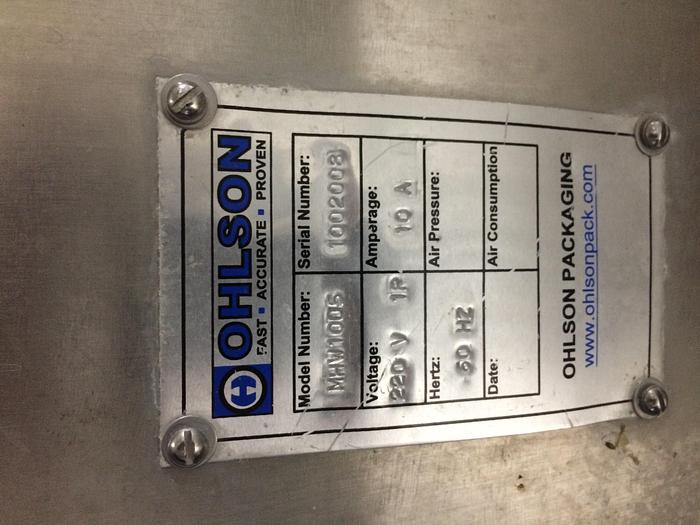 OHLSON
FAST ▪ ACCURATE ▪ PROVEN
Model Number: Serial Number:
MHW100S 1002008
Voltage: Amparage:
220 V 1P 10 A
Hertz: Air Pressure:
60 HZ
Date: Air Consumption
OHLSON PACKAGING
www.ohlsonpack.com